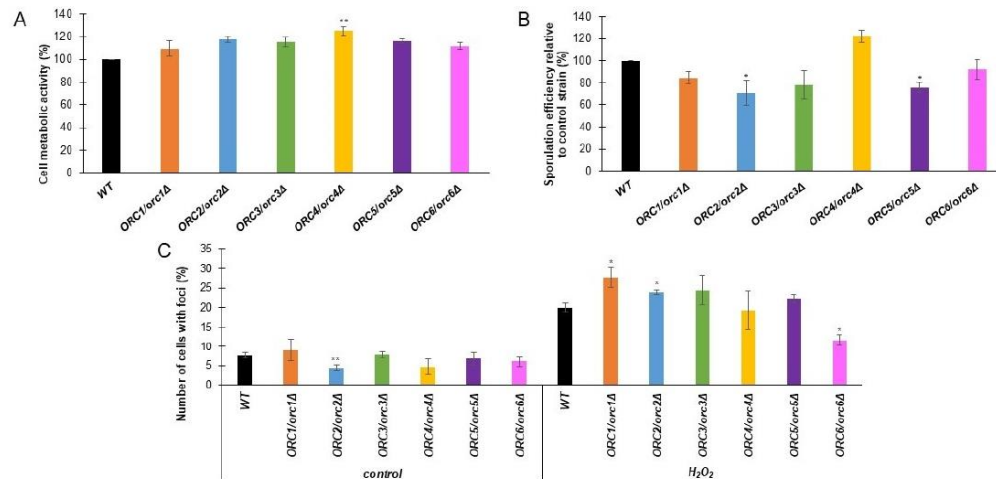 A
Cell metabolic activity (%)
140
120
100
80
60
40
20
0
**
WT
ORC1/orc1Δ
ORC2/orc2Δ
ORC3/orc3Δ
ORC4/orc4Δ
ORC5/orc5Δ
ORC6/orc6Δ
B
Sporulation efficiency relative
to control strain (%)
140
120
100
80
60
40
20
0
*
*
WT
ORC1/orc1Δ
ORC2/orc2Δ
ORC3/orc3Δ
ORC4/orc4Δ
ORC5/orc5Δ
ORC6/orc6Δ
C
Number of cells with foci (%)
35
30
25
20
15
10
5
0
**
*
*
*
WT
ORC1/orc1Δ
ORC2/orc2Δ
ORC3/orc3Δ
ORC4/orc4Δ
ORC5/orc5Δ
ORC6/orc6Δ
WT
ORC1/orc1Δ
ORC2/orc2Δ
ORC3/orc3Δ
ORC4/orc4Δ
ORC5/orc5Δ
ORC6/orc6Δ
control
H₂O₂